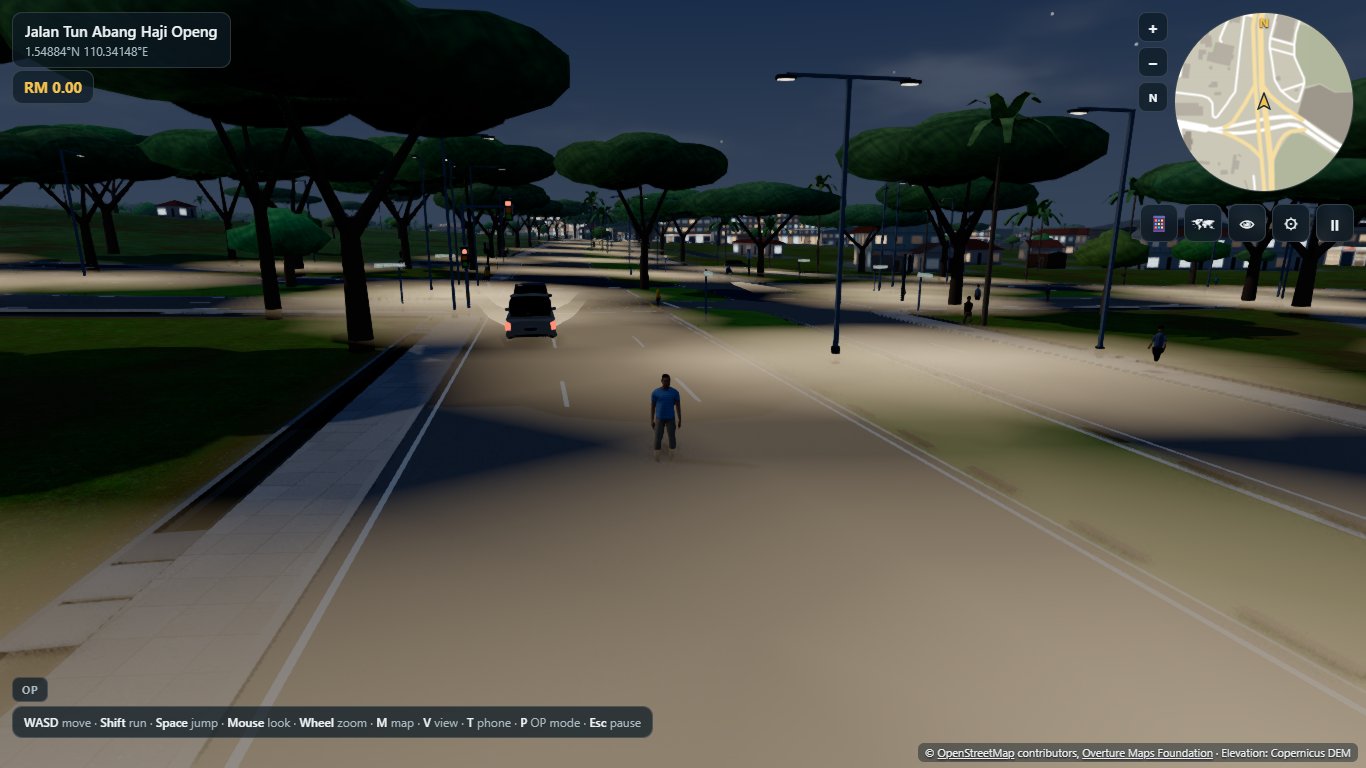 Jalan Tun Abang Haji Openg
1.54884°N 110.34148°E
RM 0.00
+
−
N
N
OP
WASD move · Shift run · Space jump · Mouse look · Wheel zoom · M map · V view · T phone · P OP mode · Esc pause
© OpenStreetMap contributors, Overture Maps Foundation · Elevation: Copernicus DEM